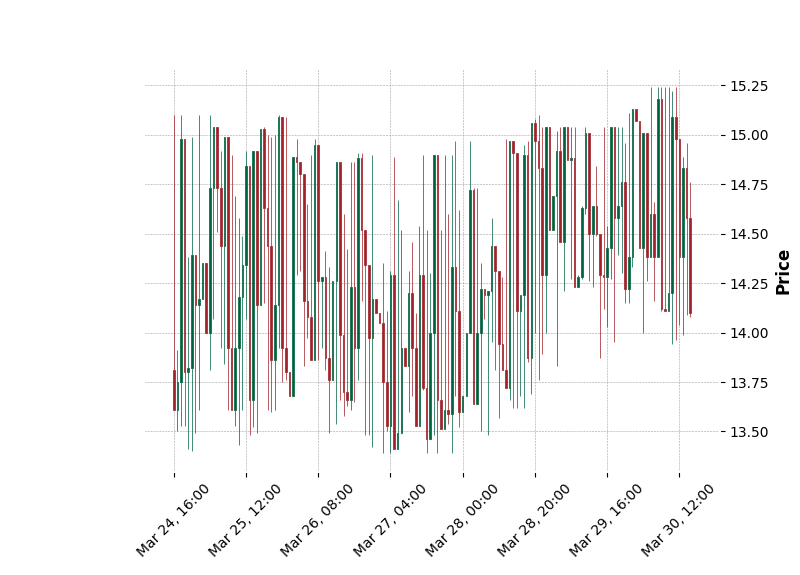 15.25
15.00
14.75
14.50
14.25
14.00
13.75
13.50
Price
Mar 24, 16:00
Mar 25, 12:00
Mar 26, 08:00
Mar 27, 04:00
Mar 28, 00:00
Mar 28, 20:00
Mar 29, 16:00
Mar 30, 12:00